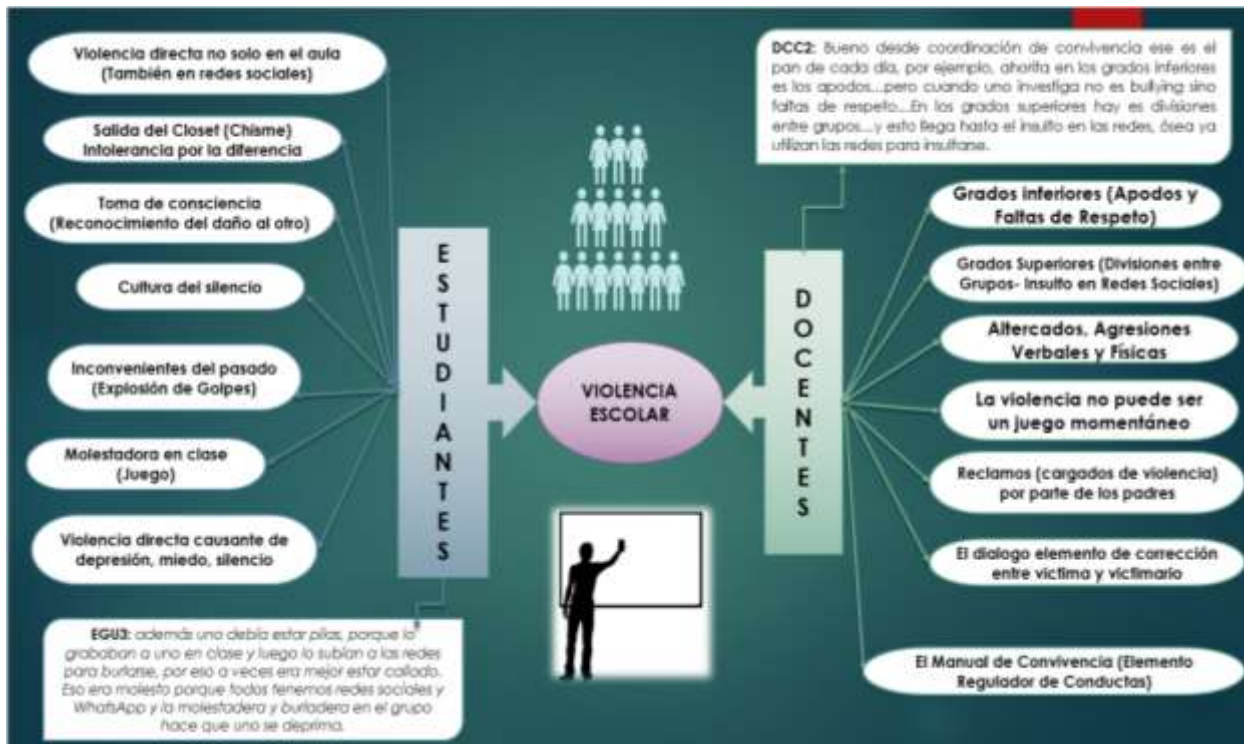 Violencia directa no solo en el aula
(También en redes sociales)
Salida del Closet (Chisme)
Intolerancia por la diferencia
Toma de consciencia
(Reconocimiento del daño al otro)
Cultura del silencio
Inconvenientes del pasado
(Explosión de Golpes)
Molestadora en clase
(Juego)
Violencia directa causante de
depresión, miedo, silencio
ESTUDIANTES
EGU3: además uno debía estar pilas, porque lo
grababan a uno en clase y luego lo subían a las redes
para burlarse, por eso a veces era mejor estar callado.
Eso era molesto porque todos tenemos redes sociales y
WhatsApp y la molestadera y burladera en el grupo
hace que uno se deprima.
VIOLENCIA
ESCOLAR
DCC2: Bueno desde coordinación de convivencia ese es el
pan de cada día, por ejemplo, ahorita en los grados inferiores
es los apodos...pero cuando uno investiga no es bullying sino
faltas de respeto...En los grados superiores hay es divisiones
entre grupos...y esto llega hasta el insulto en las redes, ósea ya
utilizan las redes para insultarse.
DOCENTES
Grados Inferiores (Apodos y
Faltas de Respeto)
Grados Superiores (Divisiones entre
Grupos- Insulto en Redes Sociales)
Altercados, Agresiones
Verbales y Físicas
La violencia no puede ser
un juego momentáneo
Reclamos (cargados de violencia)
por parte de los padres
El dialogo elemento de corrección
entre victima y victimario
El Manual de Convivencia (Elemento
Regulador de Conductas)